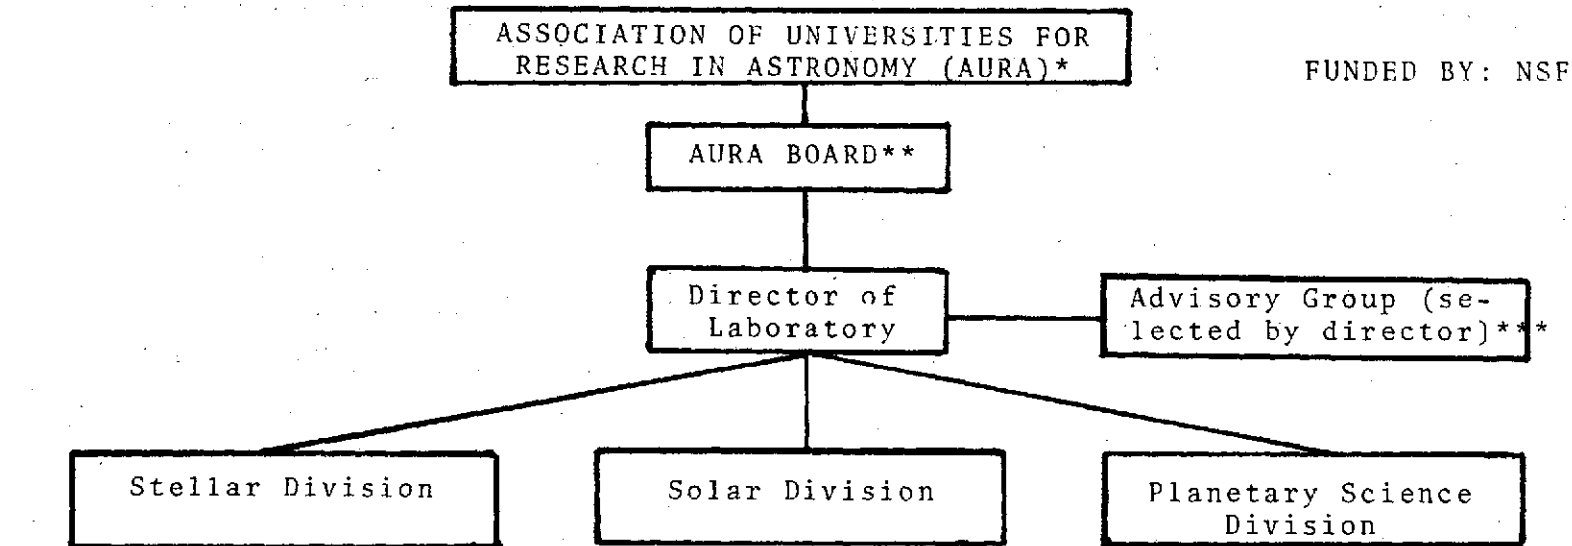 ASSOCIATION OF UNIVERSITIES FOR
RESEARCH IN ASTRONOMY (AURA)*
FUNDED BY: NSF
AURA BOARD**
Director of
Laboratory
Advisory Group (se-
lected by director)***
Stellar Division
Solar Division
Planetary Science
Division